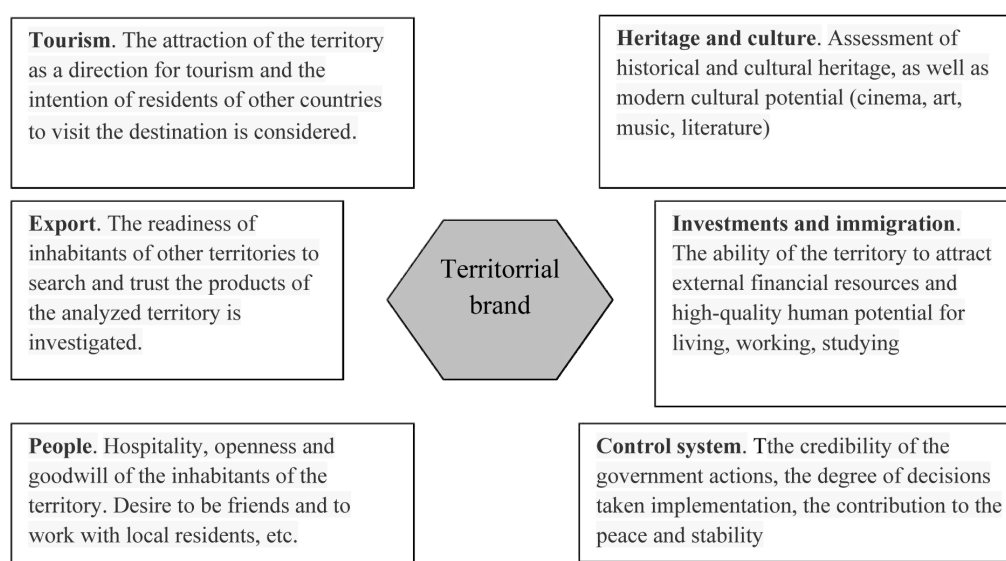 Tourism. The attraction of the territory
as a direction for tourism and the
intention of residents of other countries
to visit the destination is considered.
Heritage and culture. Assessment of
historical and cultural heritage, as well as
modern cultural potential (cinema, art,
music, literature)
Export. The readiness of
inhabitants of other territories to
search and trust the products of
the analyzed territory is
investigated.
Territorrial
brand
Investments and immigration.
The ability of the territory to attract
external financial resources and
high-quality human potential for
living, working, studying
People. Hospitality, openness and
goodwill of the inhabitants of the
territory. Desire to be friends and to
work with local residents, etc.
Control system. Tthe credibility of the
government actions, the degree of decisions
taken implementation, the contribution to the
peace and stability